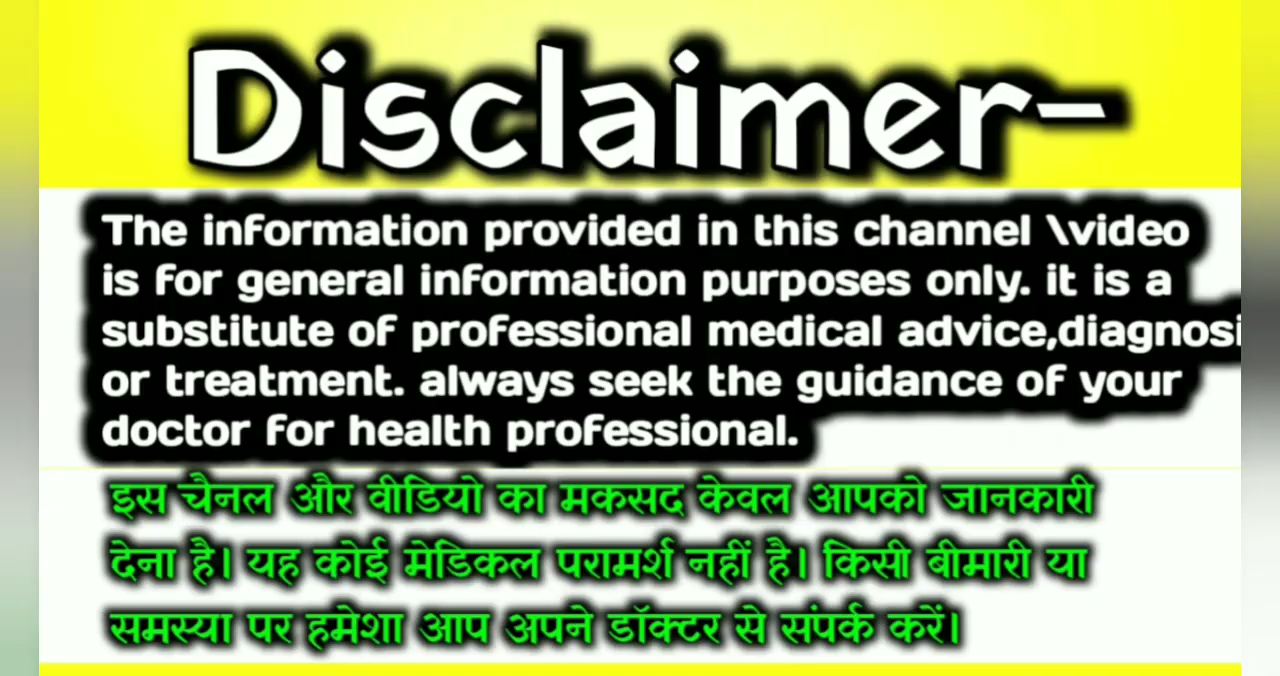 Disclaimer-
The information provided in this channel \video
is for general information purposes only. it is a
substitute of professional medical advice,diagnosi
or treatment. always seek the guidance of your
doctor for health professional.
इस चैनल और वीडियो का मकसद केवल आपको जानकारी
देना है। यह कोई मेडिकल परामर्श नहीं है। किसी बीमारी या
समस्या पर हमेशा आप अपने डॉक्टर से संपर्क करें।